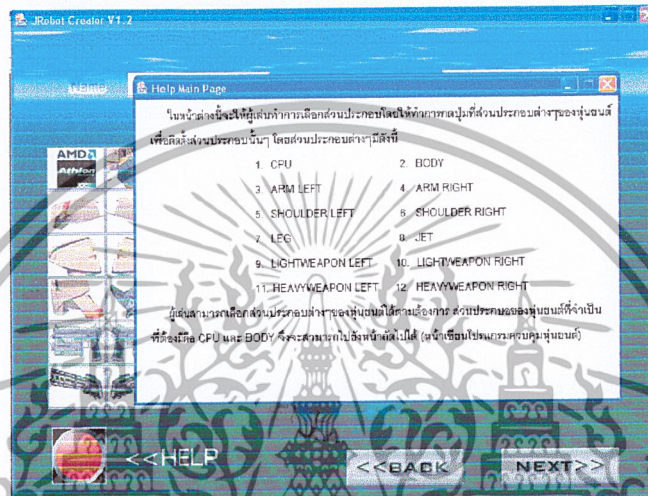 JRobot Creator V1.2
Name
Help Main Page
ในหน้าต่างนี้จะให้ผู้เล่นทำการเลือกส่วนประกอบโดยให้ทำการกดปุ่มที่ส่วนประกอบต่างๆของหุ่นยนต์
เพื่อติดตั้งส่วนประกอบนั้นๆ โดยส่วนประกอบต่างๆมีดังนี้
AMD
Athlon
1. CPU 2. BODY
3. ARM LEFT 4. ARM RIGHT
5. SHOULDER LEFT 6. SHOULDER RIGHT
7. LEG 8. JET
9. LIGHTWEAPON LEFT 10. LIGHTWEAPON RIGHT
11. HEAVYWEAPON LEFT 12. HEAVYWEAPON RIGHT
ผู้เล่นสามารถเลือกส่วนประกอบต่างๆของหุ่นยนต์ได้ตามต้องการ ส่วนประกอบของหุ่นยนต์ที่จำเป็น
ที่ต้องมีคือ CPU และ BODY จึงจะสามารถไปยังหน้าถัดไปได้ (หน้าเขียนโปรแกรมควบคุมหุ่นยนต์)
<<HELP
<<BACK NEXT>>